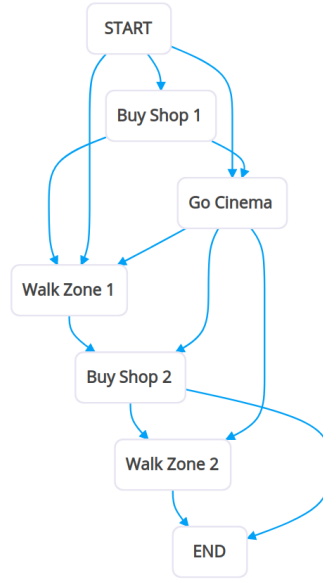 START
Buy Shop 1
Go Cinema
Walk Zone 1
Buy Shop 2
Walk Zone 2
END